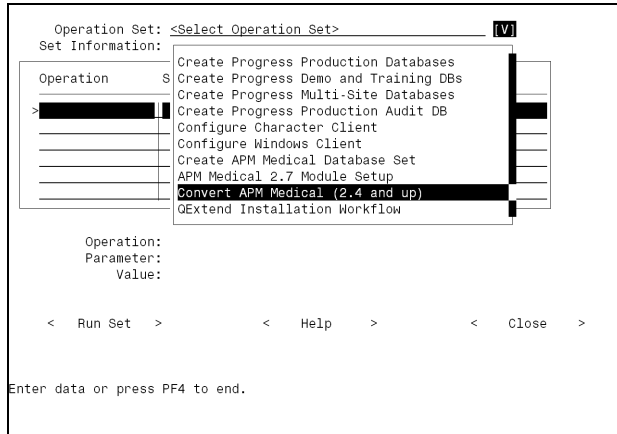 Operation Set: <Select Operation Set> [V]
Set Information:
Create Progress Production Databases
Operation S Create Progress Demo and Training DBs
Create Progress Multi-Site Databases
> Create Progress Production Audit DB
Configure Character Client
Configure Windows Client
Create APM Medical Database Set
APM Medical 2.7 Module Setup
Convert APM Medical (2.4 and up)
QExtend Installation Workflow
Operation:
Parameter:
Value:
< Run Set > < Help > < Close >
Enter data or press PF4 to end.